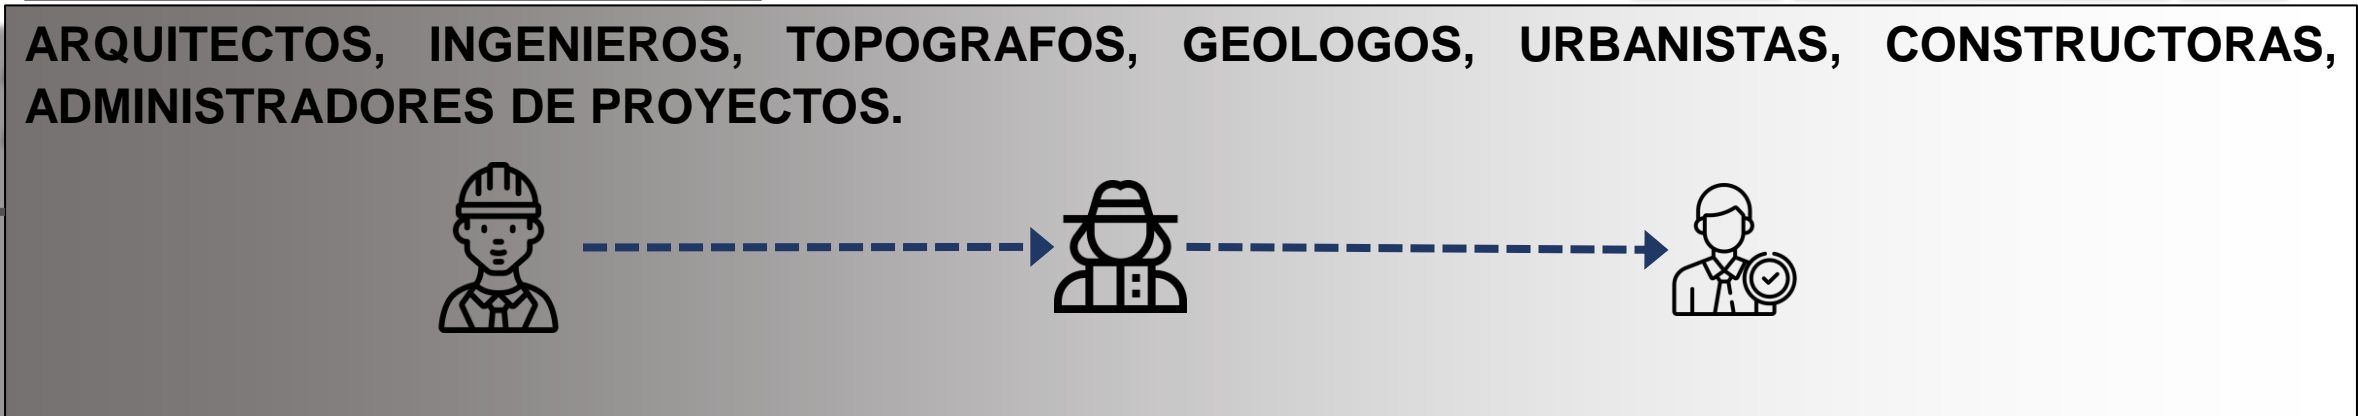 ARQUITECTOS, INGENIEROS, TOPOGRAFOS, GEOLOGOS, URBANISTAS, CONSTRUCTORAS,
ADMINISTRADORES DE PROYECTOS.